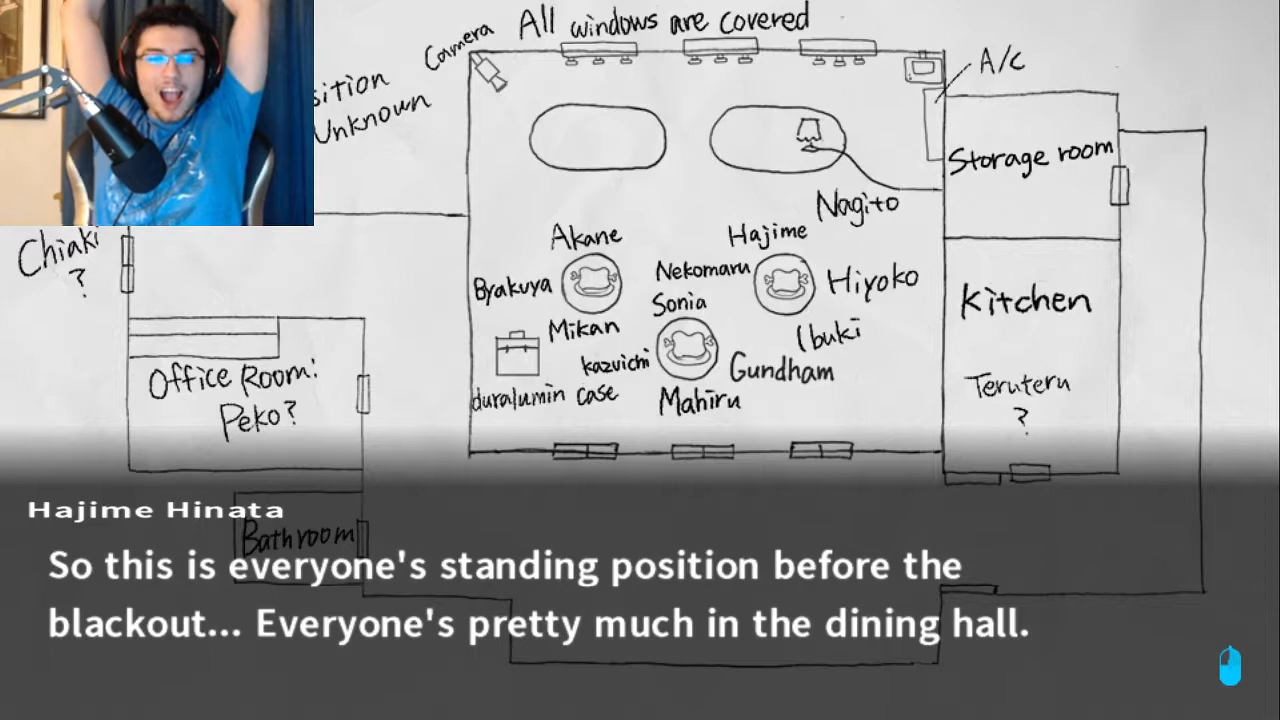 All windows are covered
Camera
A/C
sition
Unknown
Storage room
Nagito
Chiaki
?
Akane
Hajime
Byakuya
Nekomaru
Hiyoko
Sonia
Kitchen
Mikan
Ibuki
kazuichi
Gundham
Office Room:
Peko?
duralumin case
Mahiru
Teruteru
?
Hajime Hinata
Bathroom
So this is everyone's standing position before the
blackout... Everyone's pretty much in the dining hall.